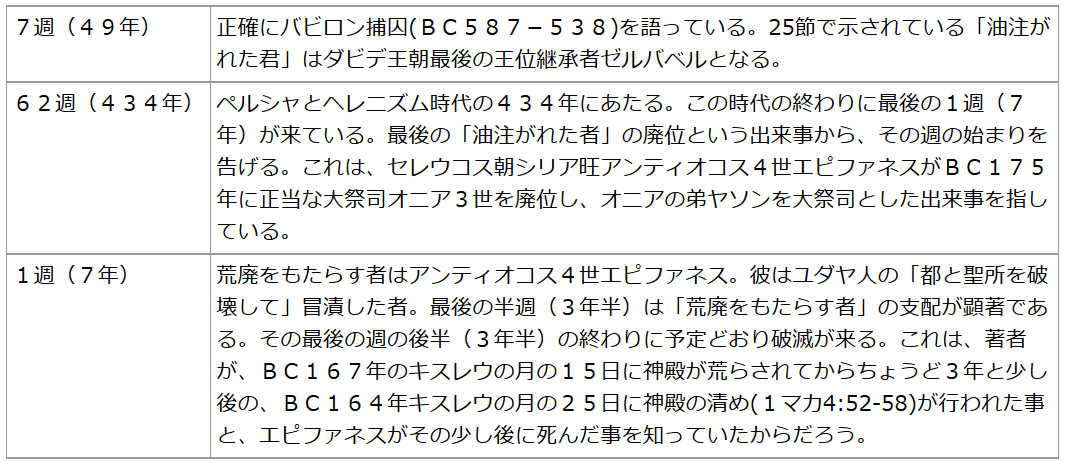 ７週（４９年）
正確にバビロン捕囚(ＢＣ５８７－５３８)を語っている。25節で示されている「油注が
れた君」はダビデ王朝最後の王位継承者ゼルバベルとなる。
６２週（４３４年）
ペルシャとヘレニズム時代の４３４年にあたる。この時代の終わりに最後の１週（７
年）が来ている。最後の「油注がれた者」の廃位という出来事から、その週の始まりを
告げる。これは、セレウコス朝シリア旺アンティオコス４世エピファネスがＢＣ１７５
年に正当な大祭司オニア３世を廃位し、オニアの弟ヤソンを大祭司とした出来事を指し
ている。
１週（７年）
荒廃をもたらす者はアンティオコス４世エピファネス。彼はユダヤ人の「都と聖所を破
壊して」冒瀆した者。最後の半週（３年半）は「荒廃をもたらす者」の支配が顕著であ
る。その最後の週の後半（３年半）の終わりに予定どおり破滅が来る。これは、著者
が、ＢＣ１６７年のキスレウの月の１５日に神殿が荒らされてからちょうど３年と少し
後の、ＢＣ１６４年キスレウの月の２５日に神殿の清め(１マカ4:52-58)が行われた事
と、エピファネスがその少し後に死んだ事を知っていたからだろう。